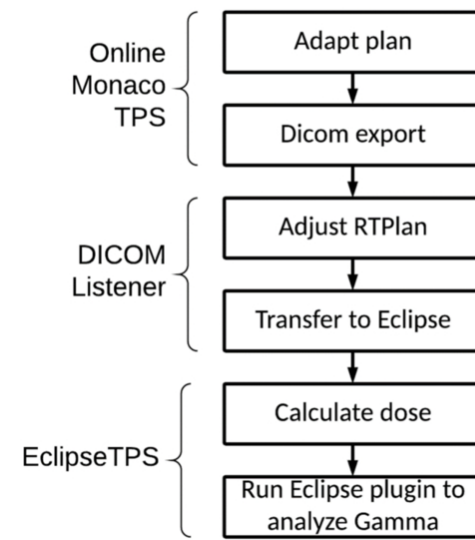 Online
Monaco
TPS
Adapt plan
Dicom export
DICOM
Listener
Adjust RTPlan
Transfer to Eclipse
EclipseTPS
Calculate dose
Run Eclipse plugin to
analyze Gamma